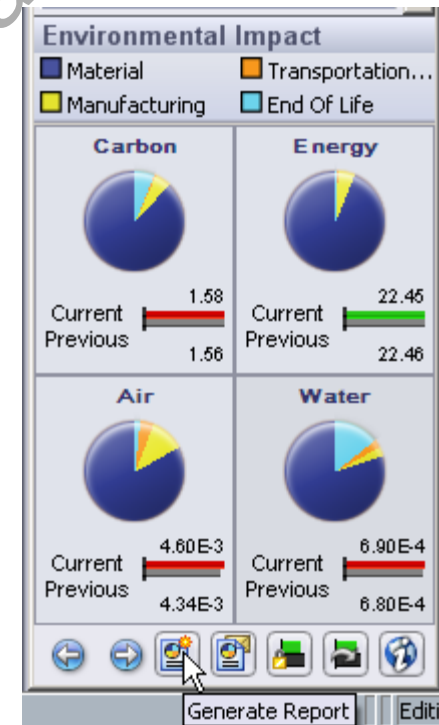 Environmental Impact
Material Transportation...
Manufacturing End Of Life
Carbon Energy
1.58 22.45
Current Current
Previous Previous
1.56 22.46
Air Water
4.60E-3 6.90E-4
Current Current
Previous Previous
4.34E-3 6.80E-4
Generate Report Editi